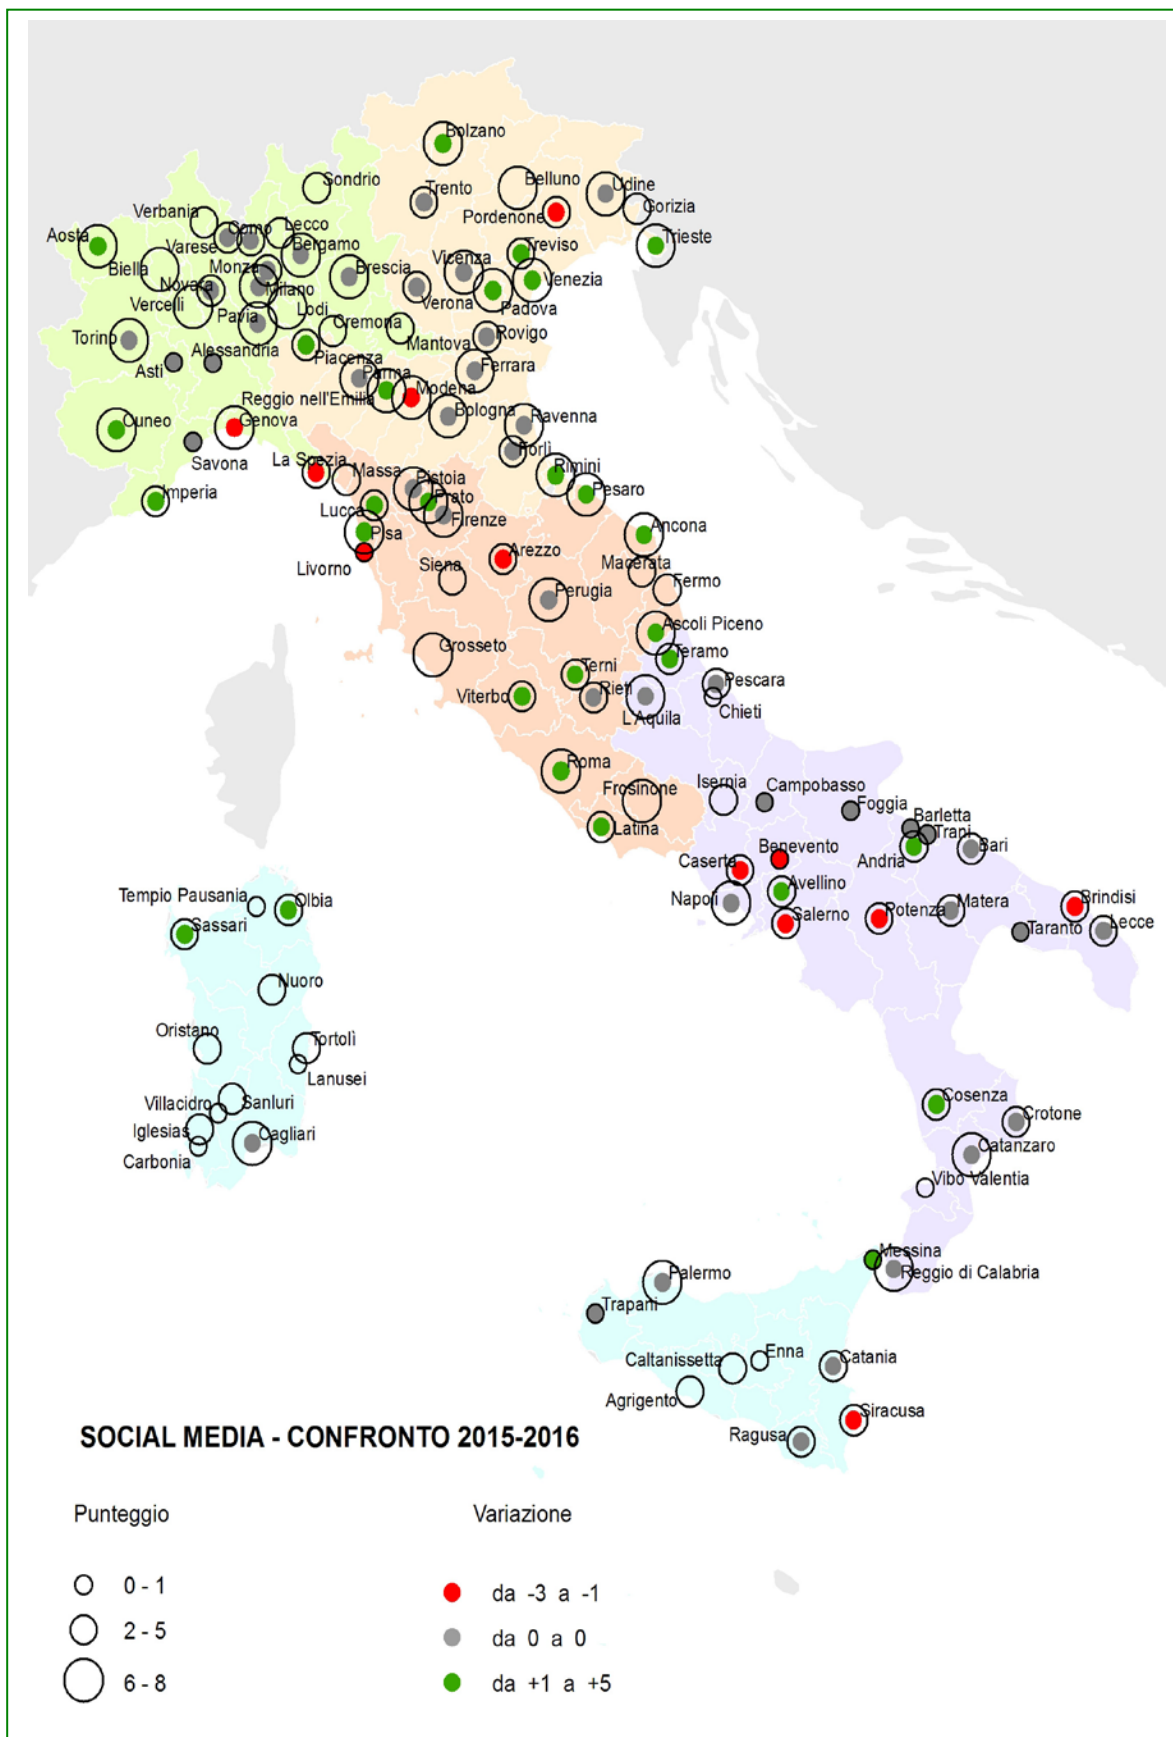 Bolzano
Sondrio
Trento
Belluno
Udine
Verbania
Pordenone
Gorizia
Aosta
Como
Lecco
Varese
Bergamo
Treviso
Trieste
Biella
Monza
Brescia
Vicenza
Venezia
Novara
Milano
Verona
Padova
Vercelli
Pavia
Lodi
Cremona
Torino
Mantova
Rovigo
Alessandria
Piacenza
Asti
Parma
Ferrara
Reggio nell'Emilia
Modena
Cuneo
Genova
Bologna
Ravenna
Savona
La Spezia
Massa
Forlì
Rimini
Imperia
Pistoia
Pesaro
Lucca
Prato
Firenze
Pisa
Ancona
Livorno
Siena
Arezzo
Macerata
Perugia
Fermo
Grosseto
Ascoli Piceno
Teramo
Terni
Viterbo
Rieti
Pescara
L'Aquila
Chieti
Roma
Frosinone
Isernia
Campobasso
Foggia
Latina
Barletta
Trani
Benevento
Andria
Bari
Caserta
Tempio Pausania
Olbia
Napoli
Avellino
Matera
Brindisi
Sassari
Salerno
Potenza
Taranto
Lecce
Nuoro
Oristano
Tortolì
Lanusei
Villacidro
Sanluri
Cosenza
Iglesias
Cagliari
Crotone
Carbonia
Catanzaro
Vibo Valentia
Messina
Palermo
Reggio di Calabria
Trapani
Caltanissetta
Enna
Catania
Agrigento
Siracusa
Ragusa
SOCIAL MEDIA - CONFRONTO 2015-2016
Punteggio
Variazione
0 - 1
da -3 a -1
2 - 5
da 0 a 0
6 - 8
da +1 a +5